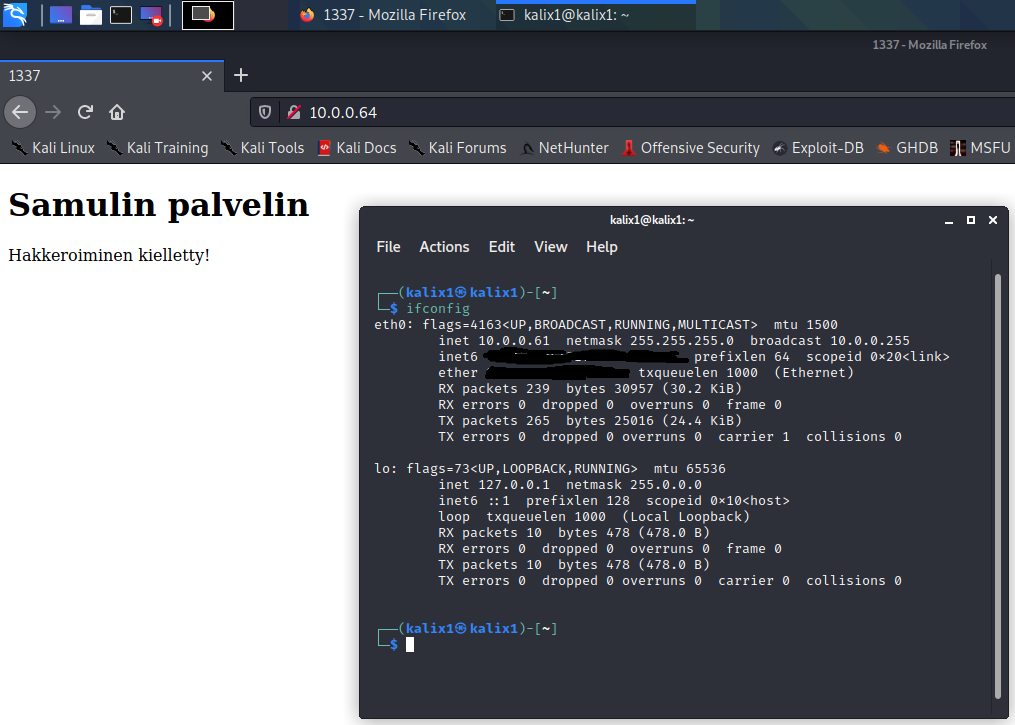 1337 - Mozilla Firefox
kalix1@kalix1: ~
1337 - Mozilla Firefox
1337
10.0.0.64
Kali Linux Kali Training Kali Tools Kali Docs Kali Forums NetHunter Offensive Security Exploit-DB GHDB MSFU
Samulin palvelin
Hakkeroiminen kielletty!
kalix1@kalix1: ~
File Actions Edit View Help
┌──(kalix1㉿kalix1)-[~]
└─$ ifconfig
eth0: flags=4163<UP,BROADCAST,RUNNING,MULTICAST>  mtu 1500
inet 10.0.0.61  netmask 255.255.255.0  broadcast 10.0.0.255
inet6 prefixlen 64  scopeid 0×20<link>
ether txqueuelen 1000  (Ethernet)
RX packets 239  bytes 30957 (30.2 KiB)
RX errors 0  dropped 0  overruns 0  frame 0
TX packets 265  bytes 25016 (24.4 KiB)
TX errors 0  dropped 0 overruns 0  carrier 1  collisions 0
lo: flags=73<UP,LOOPBACK,RUNNING>  mtu 65536
inet 127.0.0.1  netmask 255.0.0.0
inet6 ::1  prefixlen 128  scopeid 0×10<host>
loop  txqueuelen 1000  (Local Loopback)
RX packets 10  bytes 478 (478.0 B)
RX errors 0  dropped 0  overruns 0  frame 0
TX packets 10  bytes 478 (478.0 B)
TX errors 0  dropped 0 overruns 0  carrier 0  collisions 0
┌──(kalix1㉿kalix1)-[~]
└─$